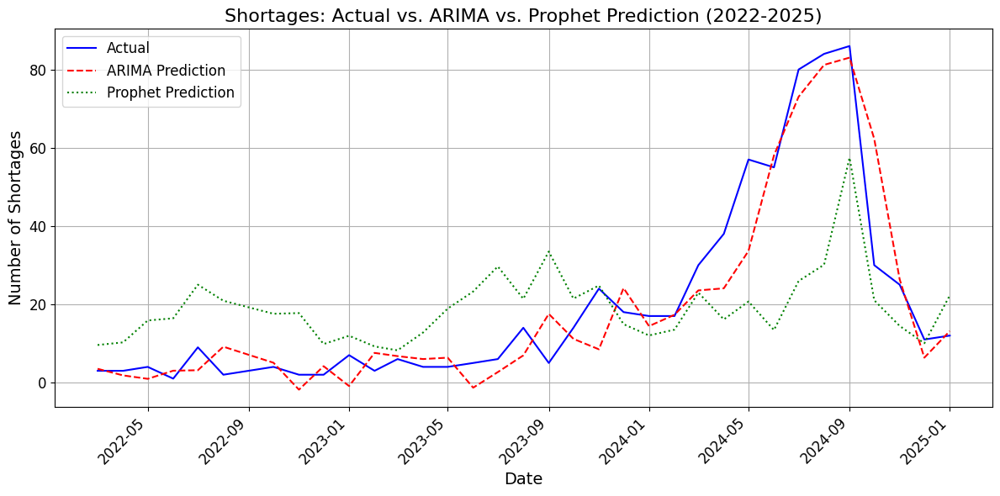 Shortages: Actual vs. ARIMA vs. Prophet Prediction (2022-2025)
Actual
ARIMA Prediction
Prophet Prediction
Number of Shortages
80
60
40
20
0
2022-05
2022-09
2023-01
2023-05
2023-09
2024-01
2024-05
2024-09
2025-01
Date